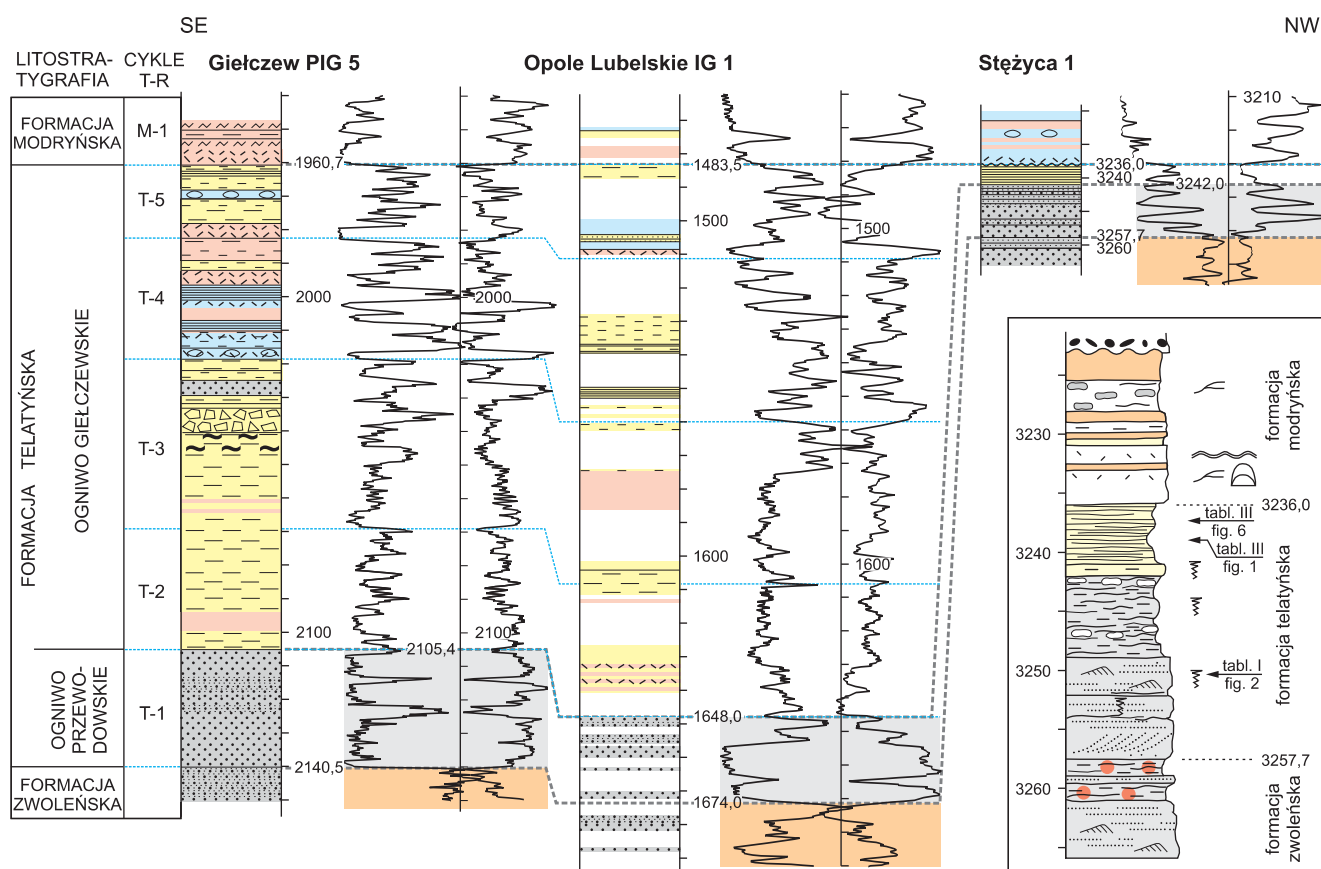 SE
NW
LITOSTRA-
TYGRAFIA
CYKLE
T-R
Giełczew PIG 5
Opole Lubelskie IG 1
Stężyca 1
FORMACJA
MODRYŃSKA
FORMACJA TELATYŃSKA
OGNIWO GIEŁCZEWSKIE
OGNIWO
PRZEWO-
DOWSKIE
FORMACJA
ZWOLEŃSKA
M-1
T-5
T-4
T-3
T-2
T-1
1960,7
2000
2000
2100
2100
2105,4
2140,5
1483,5
1500
1500
1600
1600
1648,0
1674,0
3210
3236,0
3240
3242,0
3257,7
3260
3230
3240
3250
3260
formacja
modryńska
3236,0
tabl. III
fig. 6
tabl. III
fig. 1
tabl. I
fig. 2
formacja telatyńska
3257,7
formacja
zwoleńska